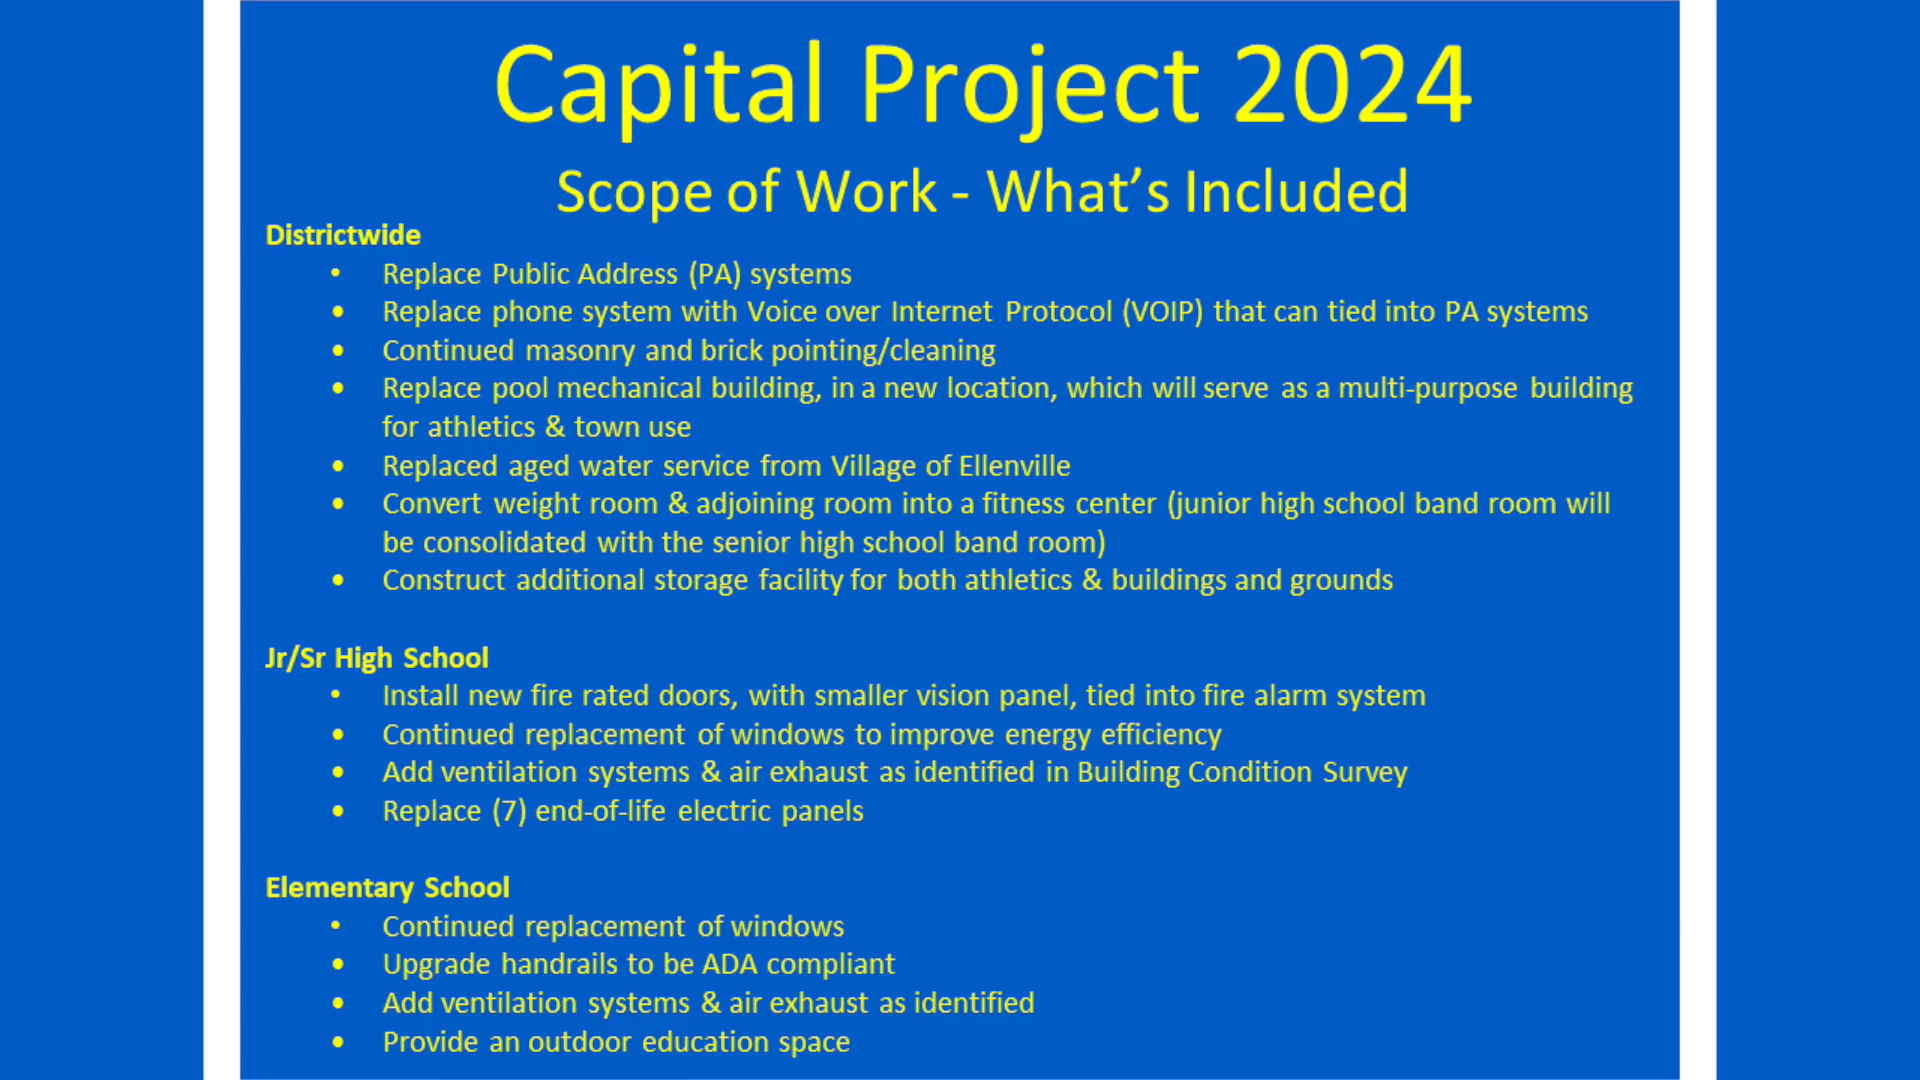 Capital Project 2024
Scope of Work - What’s Included
Districtwide
• Replace Public Address (PA) systems
• Replace phone system with Voice over Internet Protocol (VOIP) that can tied into PA systems
• Continued masonry and brick pointing/cleaning
• Replace pool mechanical building, in a new location, which will serve as a multi-purpose building
for athletics & town use
• Replaced aged water service from Village of Ellenville
• Convert weight room & adjoining room into a fitness center (junior high school band room will
be consolidated with the senior high school band room)
• Construct additional storage facility for both athletics & buildings and grounds
Jr/Sr High School
• Install new fire rated doors, with smaller vision panel, tied into fire alarm system
• Continued replacement of windows to improve energy efficiency
• Add ventilation systems & air exhaust as identified in Building Condition Survey
• Replace (7) end-of-life electric panels
Elementary School
• Continued replacement of windows
• Upgrade handrails to be ADA compliant
• Add ventilation systems & air exhaust as identified
• Provide an outdoor education space